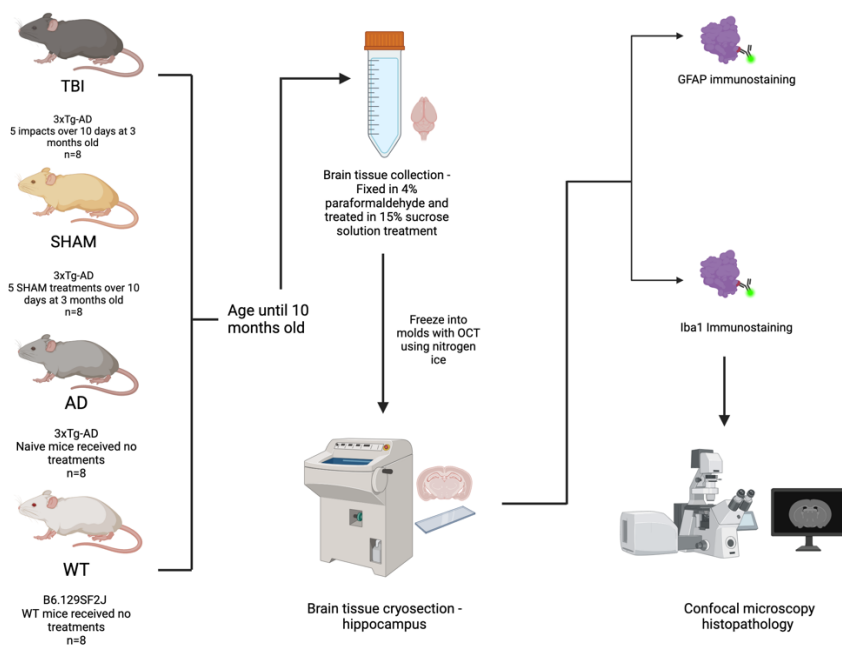 TBI
3xTg-AD
5 impacts over 10 days at 3
months old
n=8
SHAM
3xTg-AD
5 SHAM treatments over 10
days at 3 months old
n=8
AD
3xTg-AD
Naive mice received no
treatments
n=8
WT
B6.129SF2J
WT mice received no
treatments
n=8
Age until 10
months old
Brain tissue collection -
Fixed in 4%
paraformaldehyde and
treated in 15% sucrose
solution treatment
Freeze into
molds with OCT
using nitrogen
ice
Brain tissue cryosection -
hippocampus
GFAP immunostaining
Iba1 Immunostaining
Confocal microscopy
histopathology